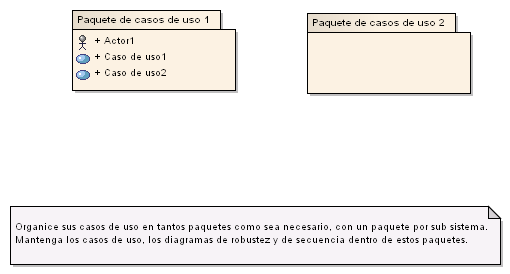 Paquete de casos de uso 1
+ Actor1
+ Caso de uso1
+ Caso de uso2
Paquete de casos de uso 2
Organice sus casos de uso en tantos paquetes como sea necesario, con un paquete por sub sistema.
Mantenga los casos de uso, los diagramas de robustez y de secuencia dentro de estos paquetes.